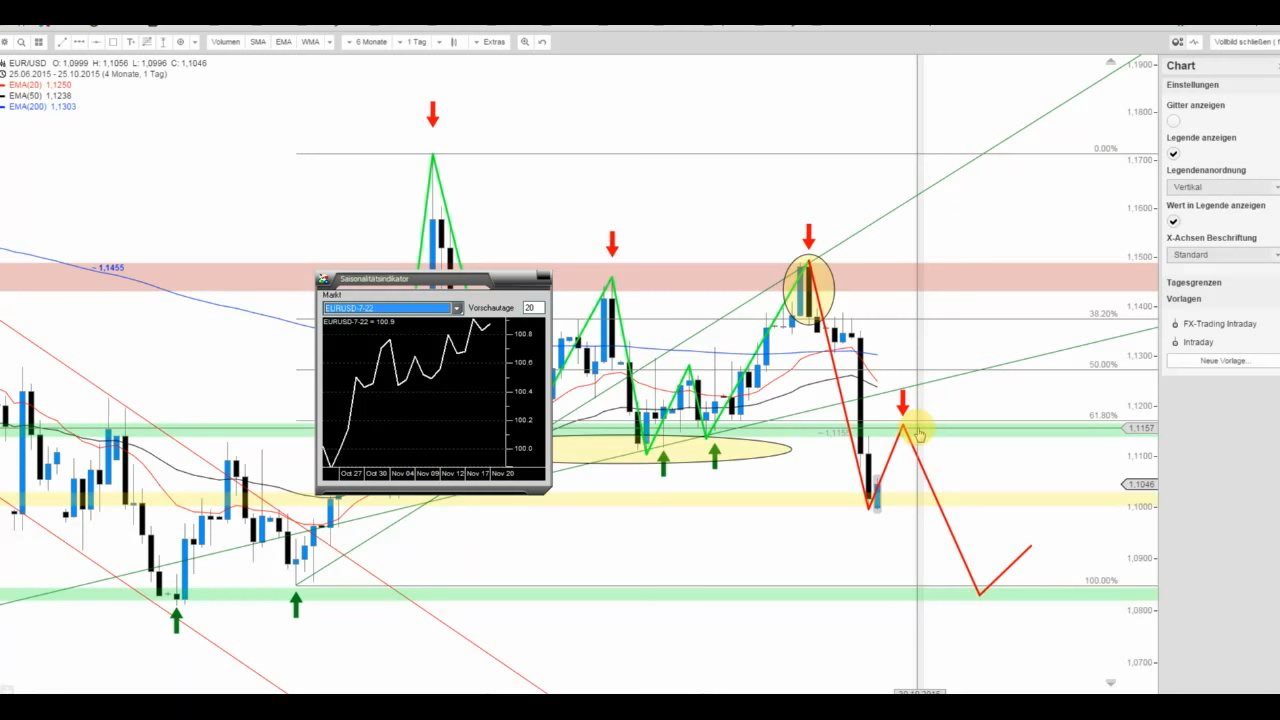 Volumen SMA EMA WMA 6 Monate 1 Tag Extras Vollbild schließen (
EUR/USD O: 1,0999 H: 1,1056 L: 1,0996 C: 1,1046
25.06.2015 - 25.10.2015 (4 Monate, 1 Tag)
EMA(20) 1,1250
EMA(50) 1,1238
EMA(200) 1,1303
1,1455
0.00%
38.20%
50.00%
61.80%
100.00%
1,1900
1,1800
1,1700
1,1600
1,1500
1,1400
1,1300
1,1200
1,1157
1,1100
1,1046
1,1000
1,0900
1,0800
1,0700
Saisonalitätsindikator
Markt
EURUSD-7-22 Vorschautage 20
EURUSD-7-22 = 100.9
100.8
100.6
100.4
100.2
100.0
Oct 27 Oct 30 Nov 04 Nov 09 Nov 12 Nov 17 Nov 20
Chart
Einstellungen
Gitter anzeigen
Legende anzeigen
Legendenanordnung
Vertikal
Wert in Legende anzeigen
X-Achsen Beschriftung
Standard
Tagesgrenzen
Vorlagen
FX-Trading Intraday
Intraday
Neue Vorlage...